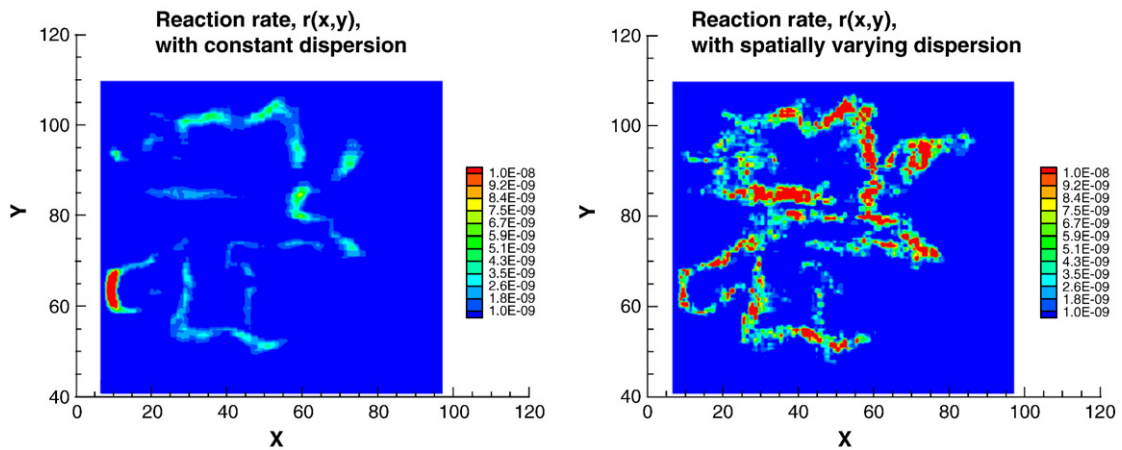 Reaction rate, r(x,y),
with constant dispersion
120
100
80
60
40
Y
0
20
40
60
80
100
120
X
1.0E-08
9.2E-09
8.4E-09
7.5E-09
6.7E-09
5.9E-09
5.1E-09
4.3E-09
3.5E-09
2.6E-09
1.8E-09
1.0E-09
Reaction rate, r(x,y),
with spatially varying dispersion
120
100
80
60
40
Y
0
20
40
60
80
100
120
X
1.0E-08
9.2E-09
8.4E-09
7.5E-09
6.7E-09
5.9E-09
5.1E-09
4.3E-09
3.5E-09
2.6E-09
1.8E-09
1.0E-09